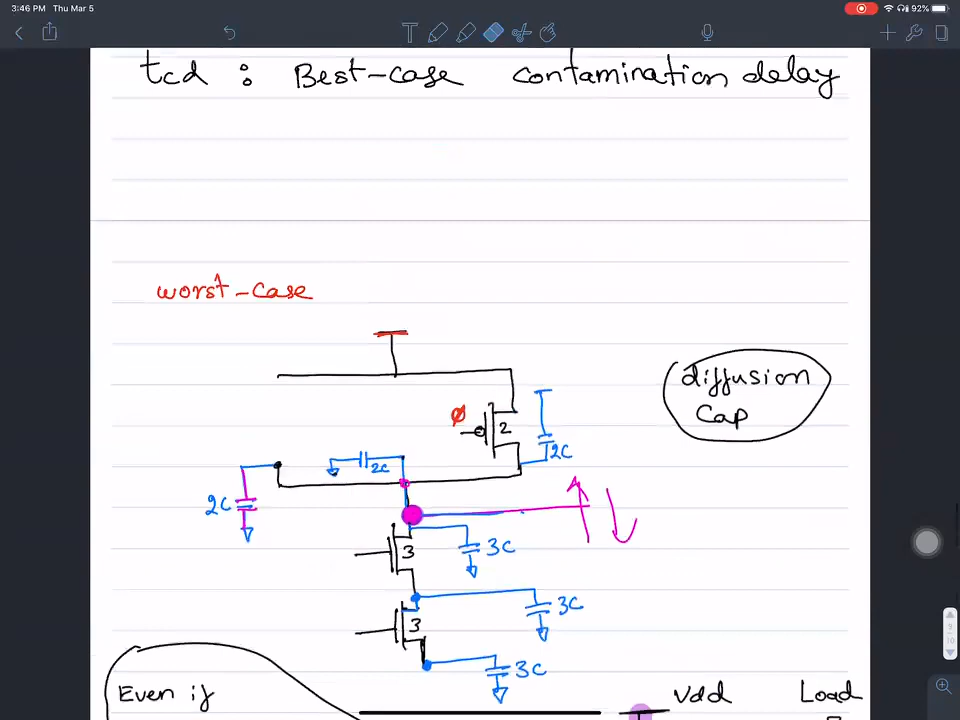 3:46 PM Thu Mar 5
92%
tcd : Best-case contamination delay
worst-case
diffusion
cap
∅
2
2C
2C
2C
3
3C
3C
3
3C
Even if
Vdd
Load